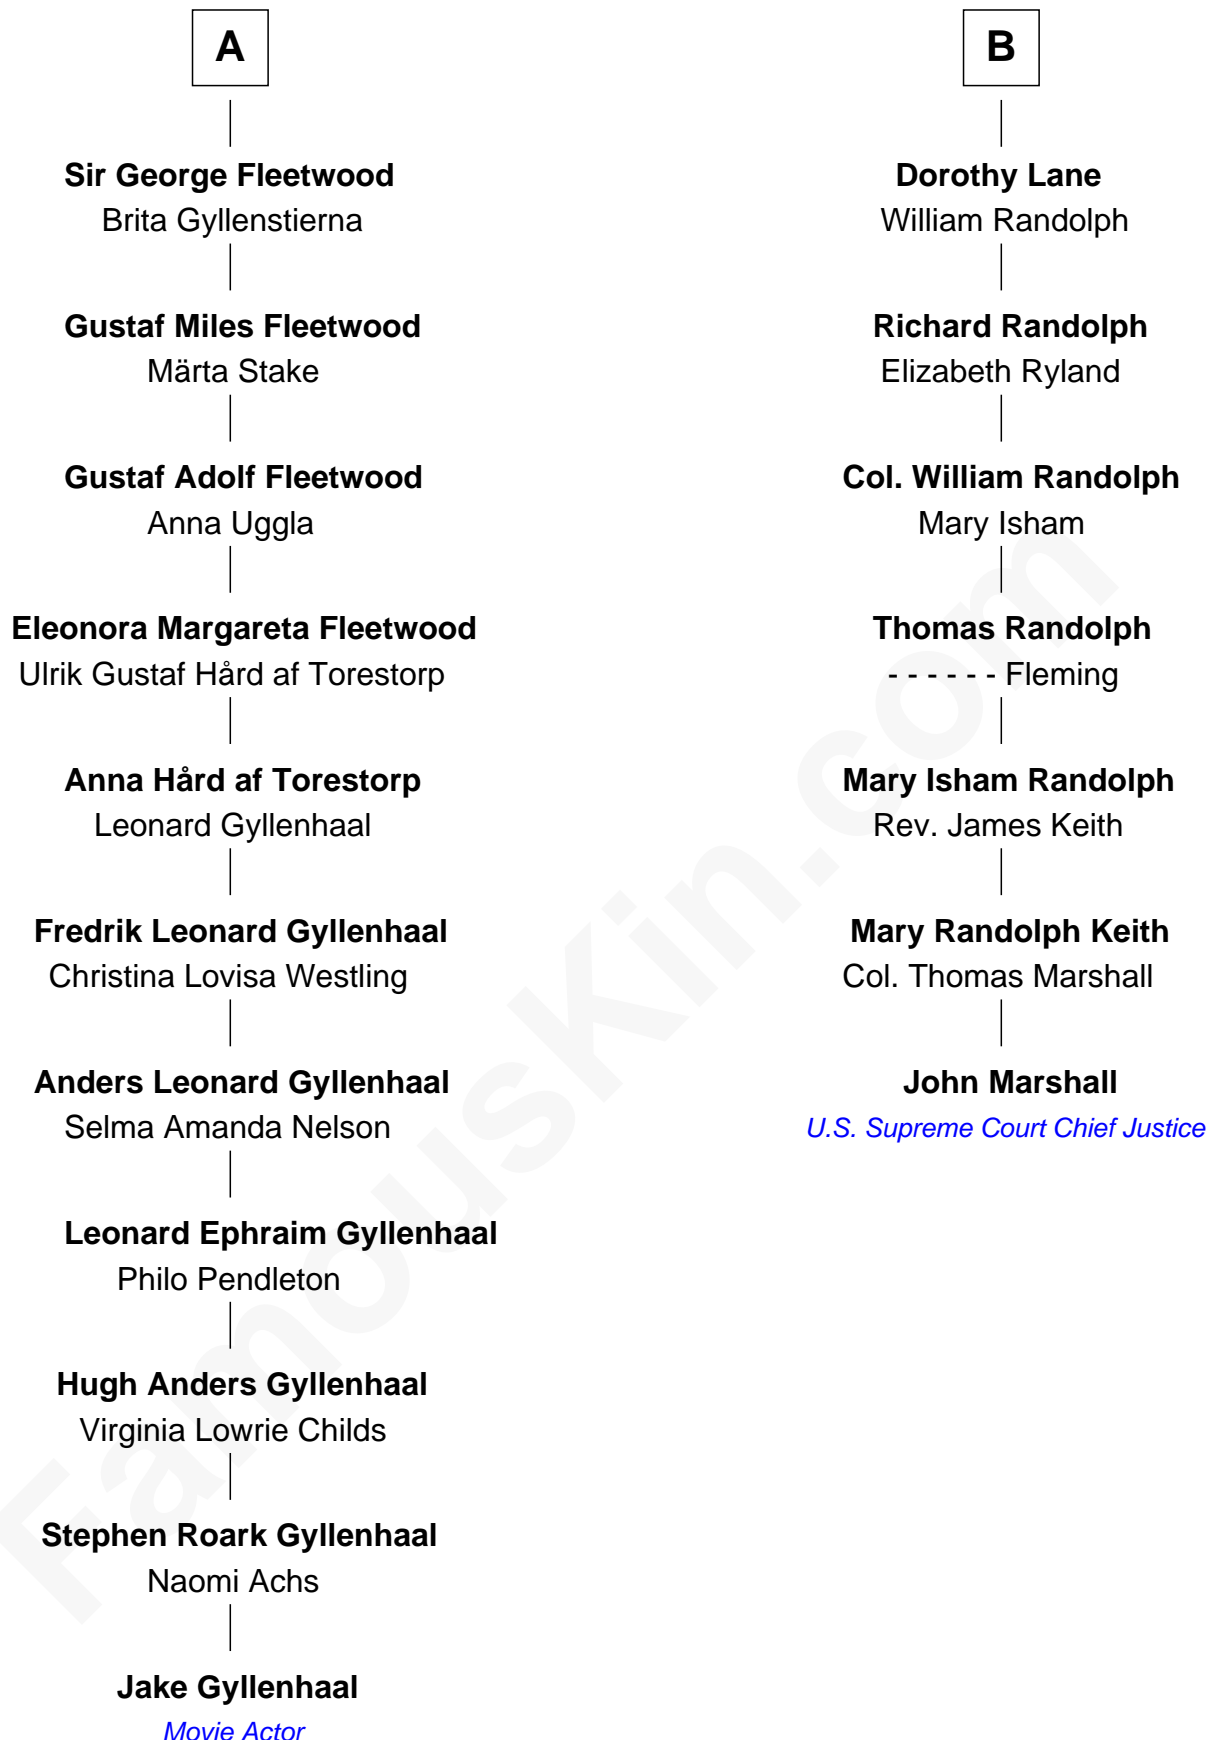 A
Sir George Fleetwood
Brita Gyllenstierna
Gustaf Miles Fleetwood
Märta Stake
Gustaf Adolf Fleetwood
Anna Uggla
Eleonora Margareta Fleetwood
Ulrik Gustaf Hård af Torestorp
Anna Hård af Torestorp
Leonard Gyllenhaal
Fredrik Leonard Gyllenhaal
Christina Lovisa Westling
Anders Leonard Gyllenhaal
Selma Amanda Nelson
Leonard Ephraim Gyllenhaal
Philo Pendleton
Hugh Anders Gyllenhaal
Virginia Lowrie Childs
Stephen Roark Gyllenhaal
Naomi Achs
Jake Gyllenhaal
Movie Actor
B
Dorothy Lane
William Randolph
Richard Randolph
Elizabeth Ryland
Col. William Randolph
Mary Isham
Thomas Randolph
- - - - - - Fleming
Mary Isham Randolph
Rev. James Keith
Mary Randolph Keith
Col. Thomas Marshall
John Marshall
U.S. Supreme Court Chief Justice
FamousKin.com